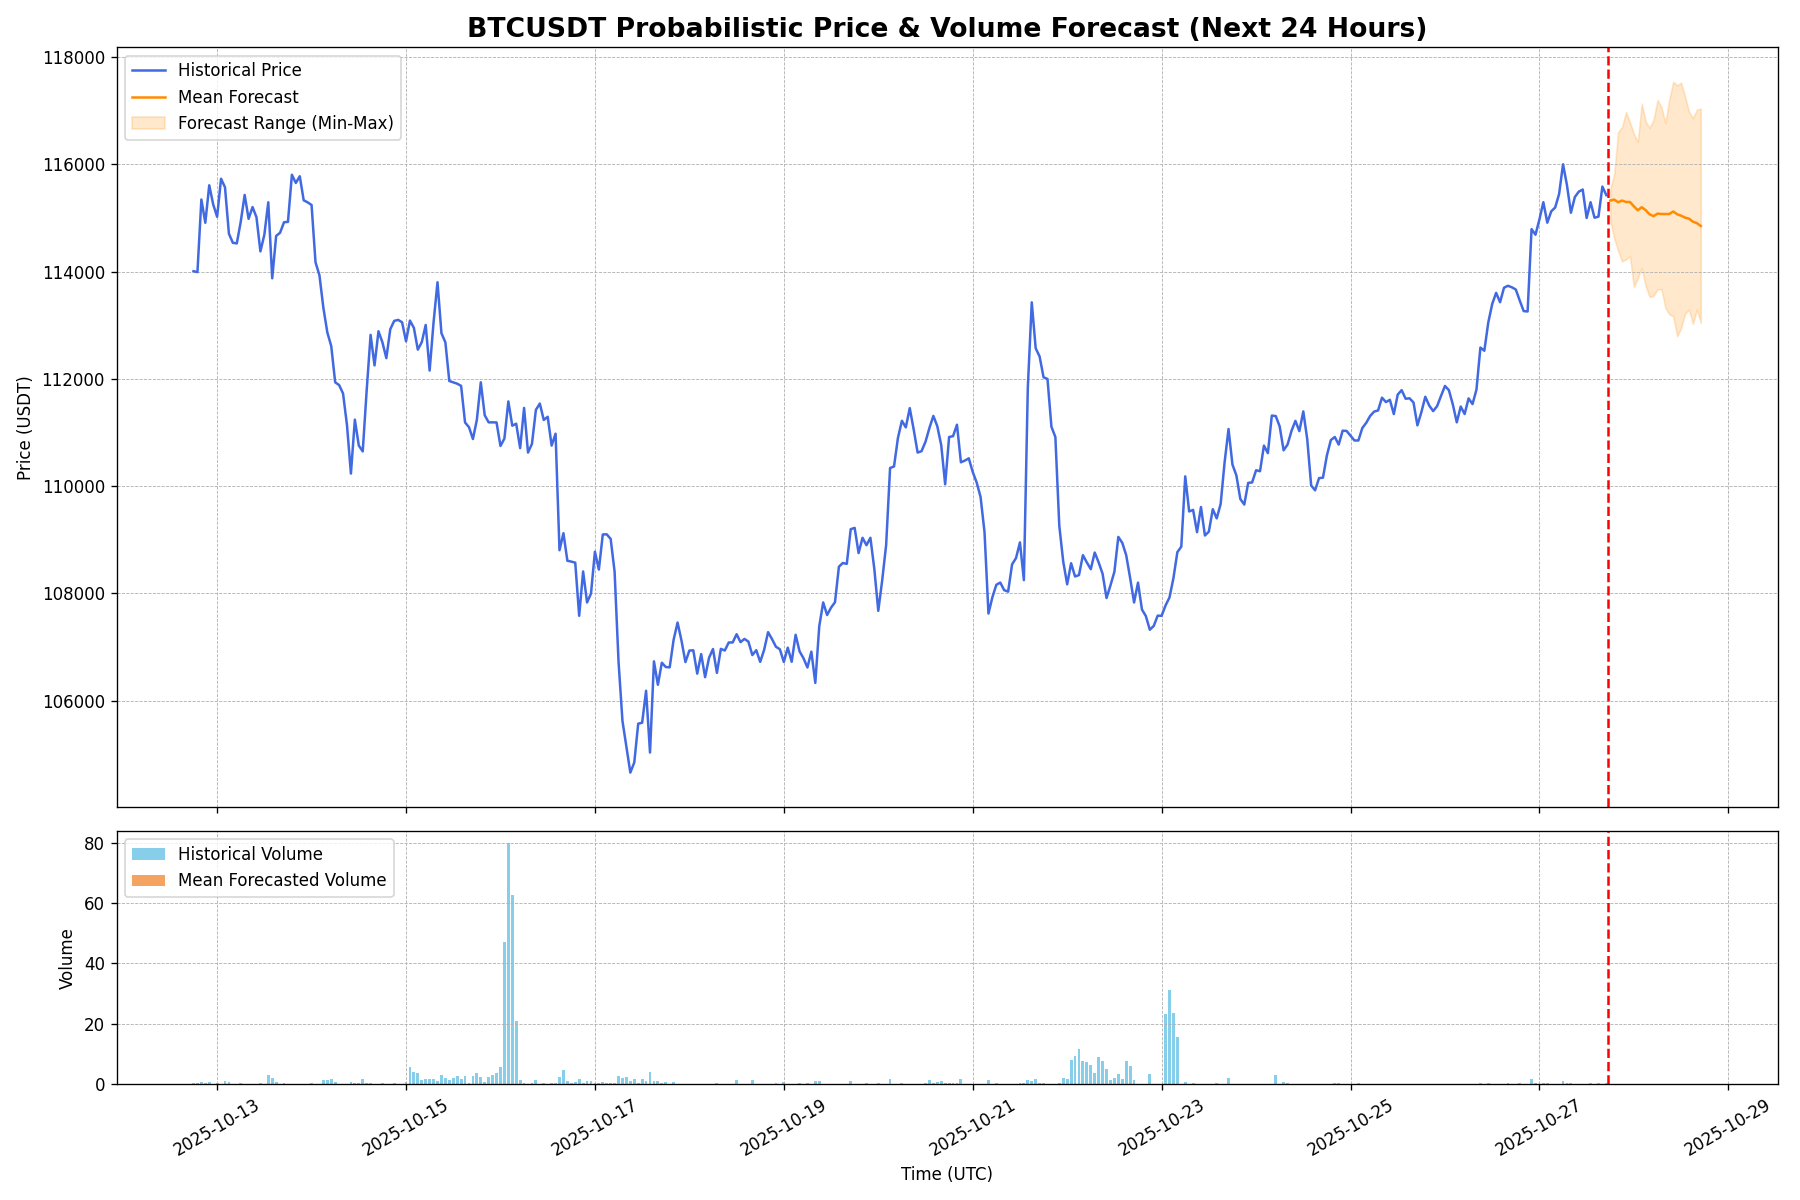 BTCUSDT Probabilistic Price & Volume Forecast (Next 24 Hours)
Historical Price
Mean Forecast
Forecast Range (Min-Max)
Price (USDT)
118000
116000
114000
112000
110000
108000
106000
Historical Volume
Mean Forecasted Volume
Volume
80
60
40
20
0
2025-10-13
2025-10-15
2025-10-17
2025-10-19
2025-10-21
2025-10-23
2025-10-25
2025-10-27
2025-10-29
Time (UTC)